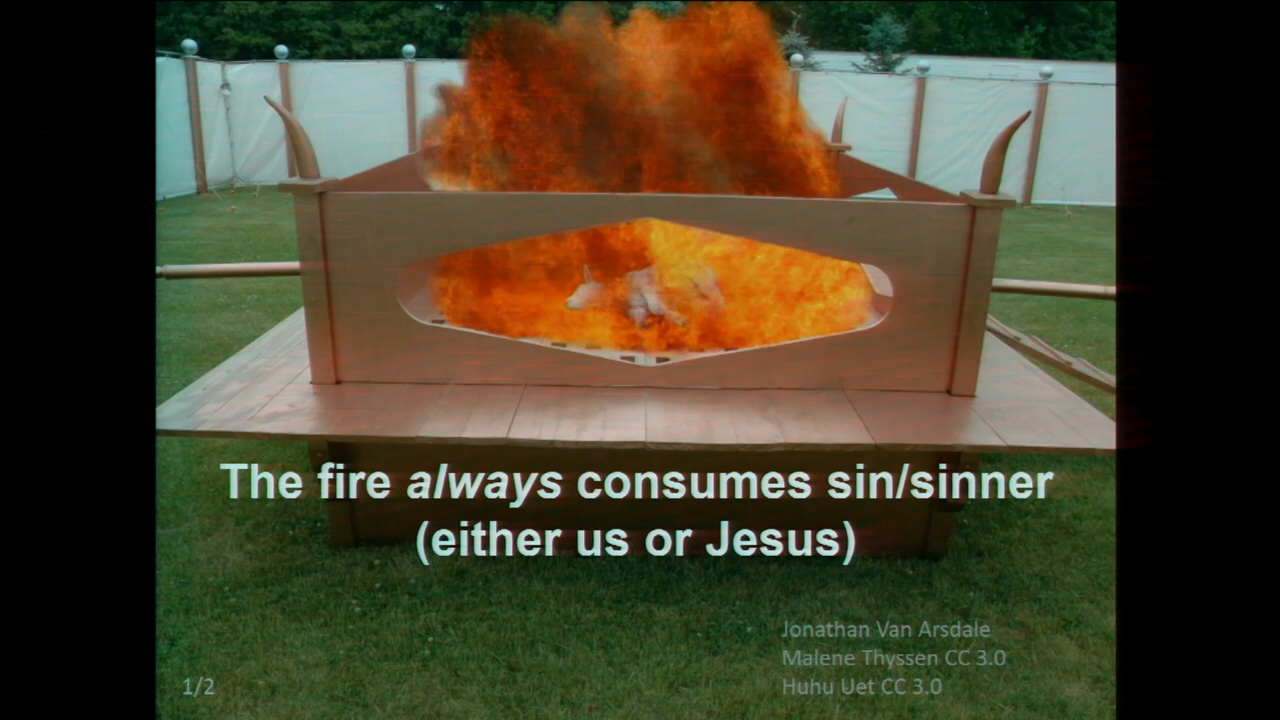 The fire always consumes sin/sinner
(either us or Jesus)
Jonathan Van Arsdale
Malene Thyssen CC 3.0
Huhu Uet CC 3.0
1/2